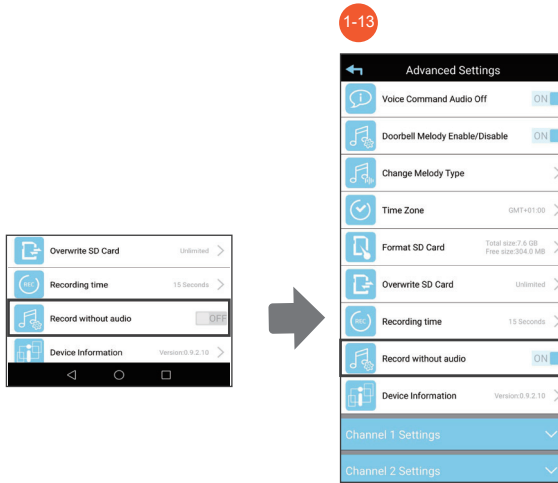 Overwrite SD Card Unlimited
REC Recording time 15 Seconds
Record without audio OFF
Device Information Version:0.9.2.10
1-13
Advanced Settings
Voice Command Audio Off ON
Doorbell Melody Enable/Disable ON
Change Melody Type
Time Zone GMT+01:00
Format SD Card Total size:7.6 GB
Free size:304.0 MB
Overwrite SD Card Unlimited
REC Recording time 15 Seconds
Record without audio ON
Device Information Version:0.9.2.10
Channel 1 Settings
Channel 2 Settings